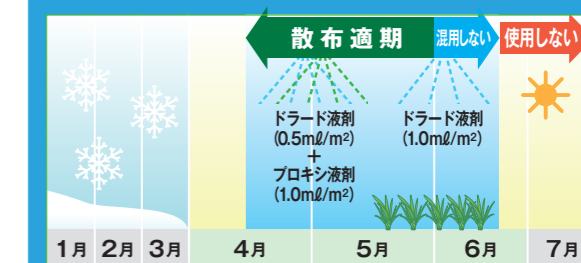 散布適期
混用しない
使用しない
ドラード液剤
(0.5mℓ/m²)
+
プロキシ液剤
(1.0mℓ/m²)
ドラード液剤
(1.0mℓ/m²)
1月 2月 3月 4月 5月 6月 7月